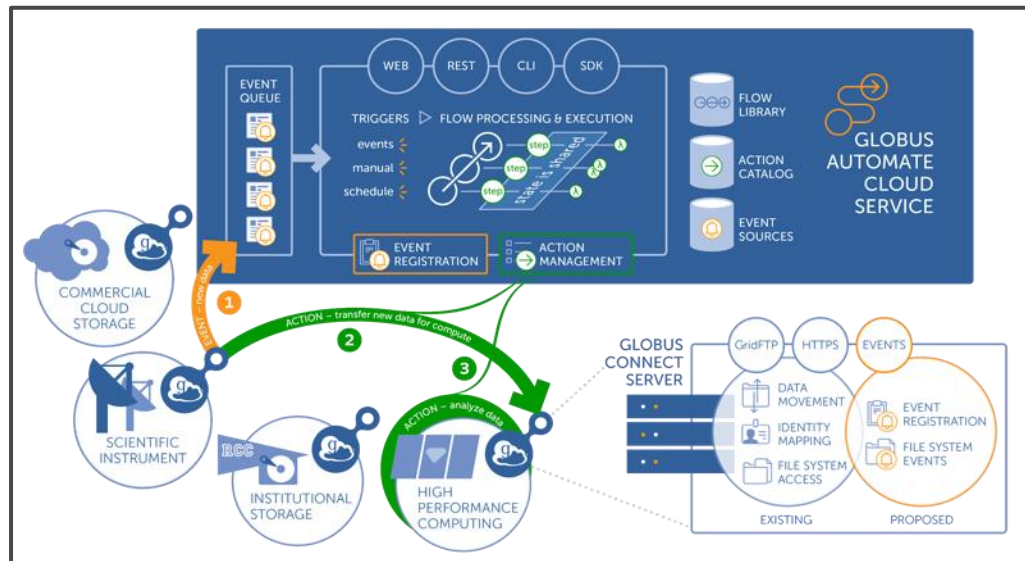 WEB
REST
CLI
SDK
EVENT
QUEUE
TRIGGERS
FLOW PROCESSING & EXECUTION
events
manual
schedule
step
step
step
state is shared
λ
λ
λ
λ
EVENT
REGISTRATION
ACTION
MANAGEMENT
FLOW
LIBRARY
ACTION
CATALOG
EVENT
SOURCES
GLOBUS
AUTOMATE
CLOUD
SERVICE
g
COMMERCIAL
CLOUD
STORAGE
EVENT – new data
1
g
SCIENTIFIC
INSTRUMENT
ACTION – transfer new data for compute
2
3
RCC
g
INSTITUTIONAL
STORAGE
ACTION – analyze data
g
HIGH
PERFORMANCE
COMPUTING
GLOBUS
CONNECT
SERVER
GridFTP
HTTPS
EVENTS
DATA
MOVEMENT
IDENTITY
MAPPING
FILE SYSTEM
ACCESS
EVENT
REGISTRATION
FILE SYSTEM
EVENTS
EXISTING
PROPOSED